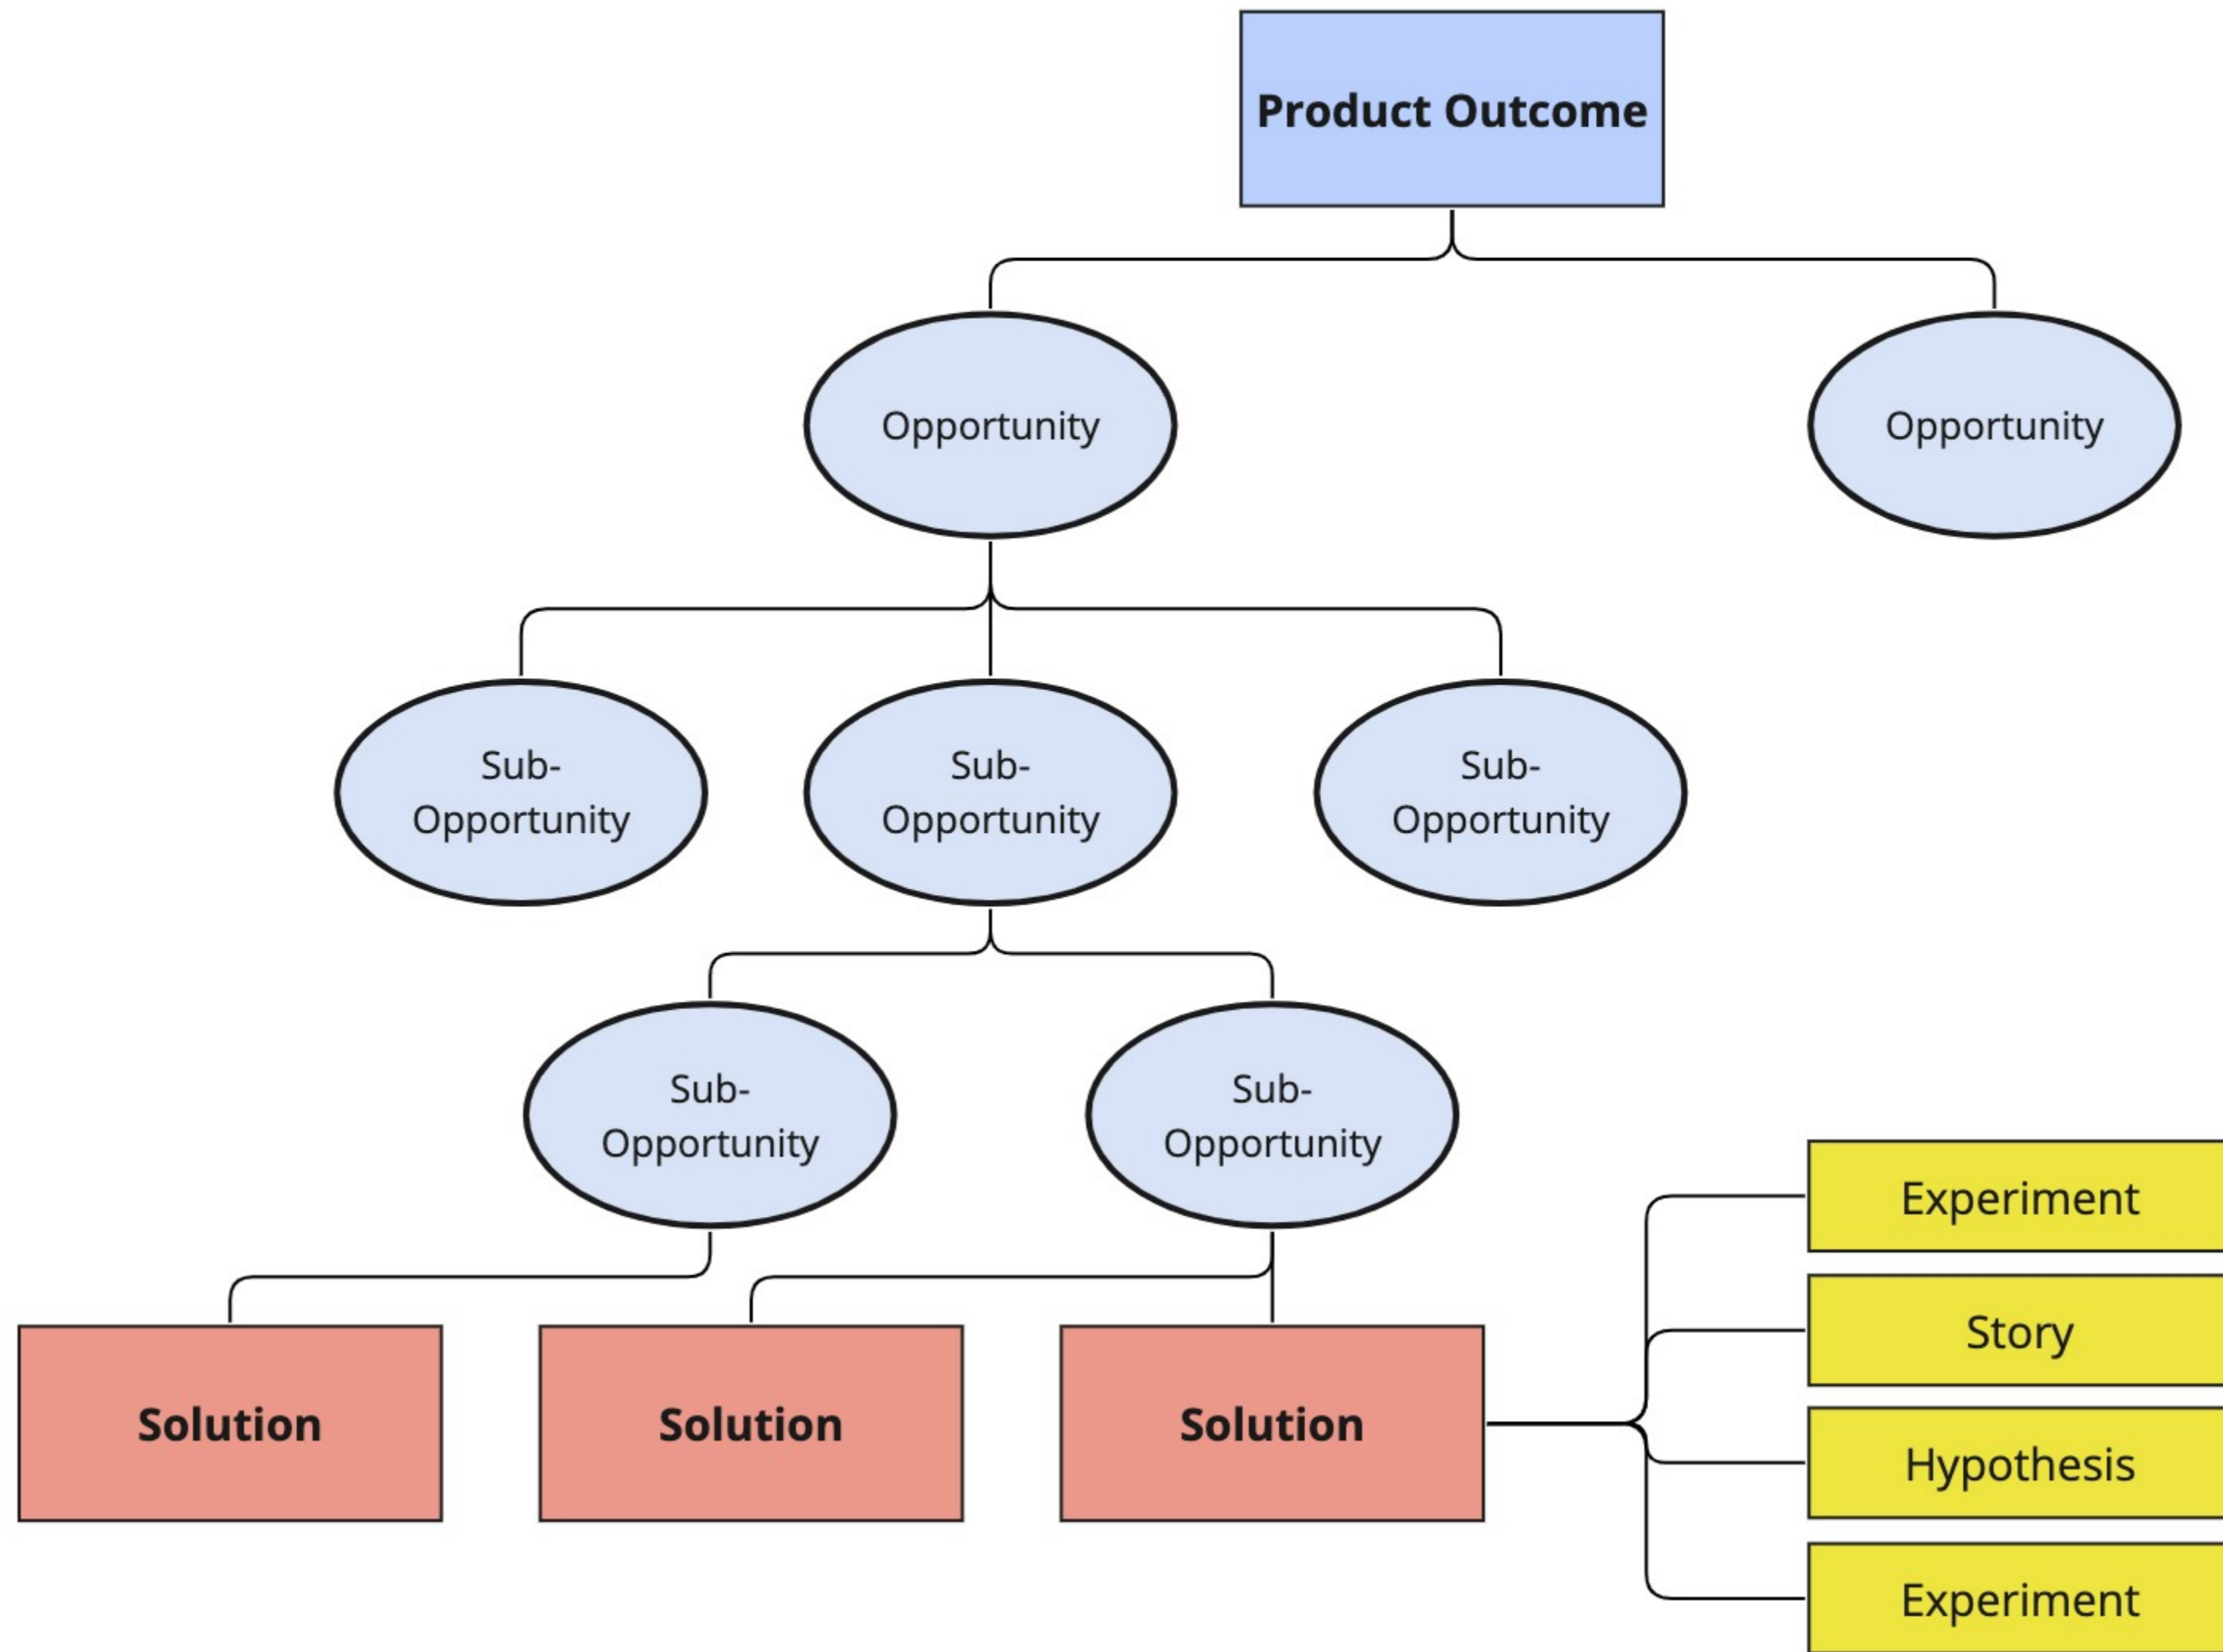 Product Outcome
Opportunity
Opportunity
Sub-
Opportunity
Sub-
Opportunity
Sub-
Opportunity
Sub-
Opportunity
Sub-
Opportunity
Experiment
Story
Solution
Solution
Solution
Hypothesis
Experiment